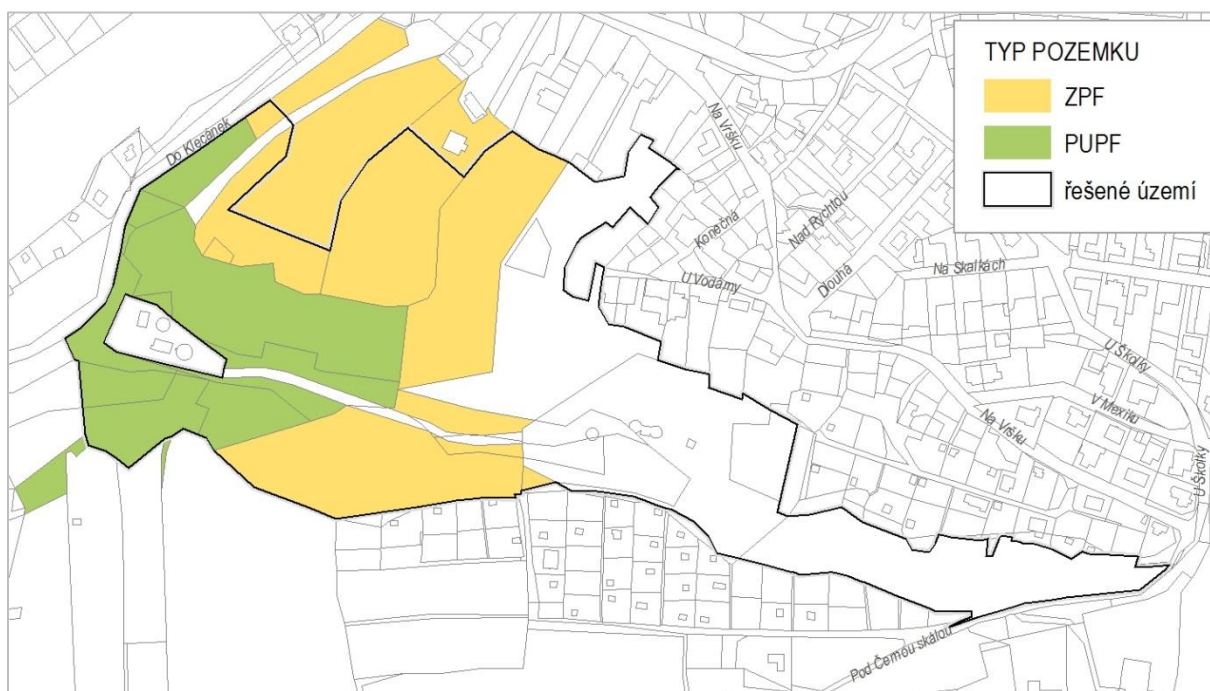 TYP POZEMKU
ZPF
PUPF
řešené území
Do Klecánek
Na Vršku
Konečná
Nad Rychtou
Dlouhá
U Vodárny
Na Skalkách
U Školky
V Mexiku
Na Vršku
U Školky
Pod Černou skálou